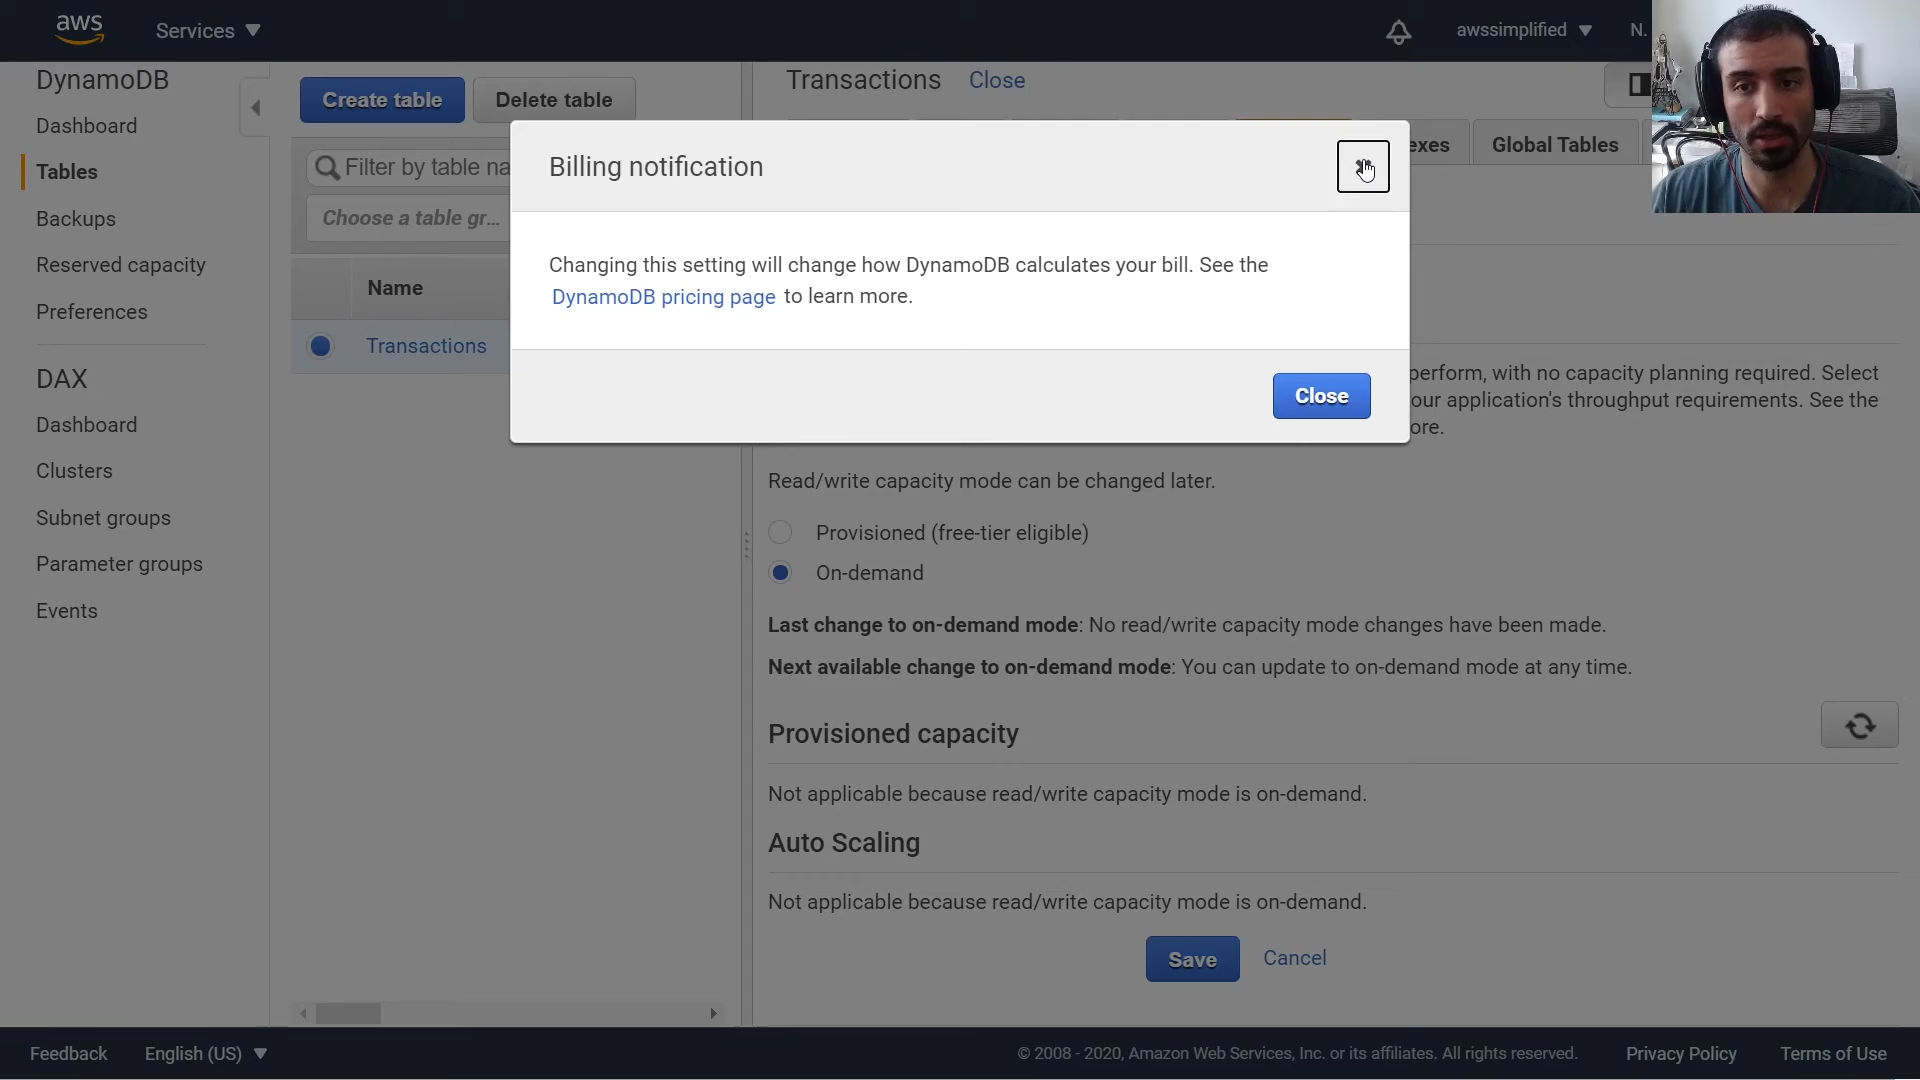 aws
Services
awssimplified
N.
DynamoDB
Dashboard
Tables
Backups
Reserved capacity
Preferences
DAX
Dashboard
Clusters
Subnet groups
Parameter groups
Events
Create table
Delete table
Filter by table na
Choose a table gr...
Name
Transactions
Transactions
Close
exes
Global Tables
Billing notification
Changing this setting will change how DynamoDB calculates your bill. See the
DynamoDB pricing page to learn more.
Close
perform, with no capacity planning required. Select
our application's throughput requirements. See the
ore.
Read/write capacity mode can be changed later.
Provisioned (free-tier eligible)
On-demand
Last change to on-demand mode: No read/write capacity mode changes have been made.
Next available change to on-demand mode: You can update to on-demand mode at any time.
Provisioned capacity
Not applicable because read/write capacity mode is on-demand.
Auto Scaling
Not applicable because read/write capacity mode is on-demand.
Save
Cancel
Feedback
English (US)
© 2008 - 2020, Amazon Web Services, Inc. or its affiliates. All rights reserved.
Privacy Policy
Terms of Use